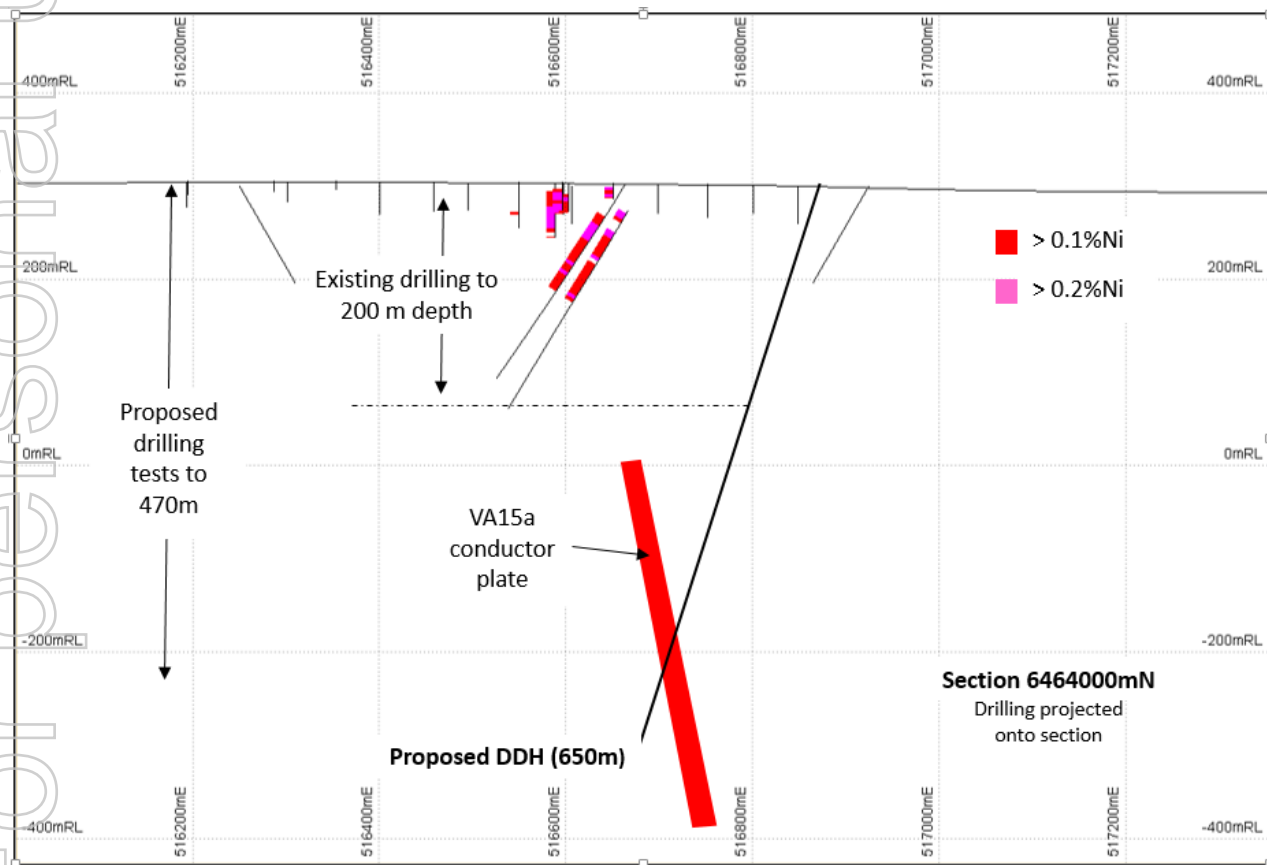 516200mE
516400mE
516600mE
516800mE
517000mE
517200mE
400mRL
400mRL
> 0.1%Ni
200mRL
200mRL
> 0.2%Ni
Existing drilling to
200 m depth
Proposed
drilling
tests to
470m
0mRL
0mRL
VA15a
conductor
plate
-200mRL
-200mRL
Section 6464000mN
Drilling projected
onto section
Proposed DDH (650m)
516200mE
516400mE
516600mE
516800mE
517000mE
517200mE
-400mRL
-400mRL
or personal u